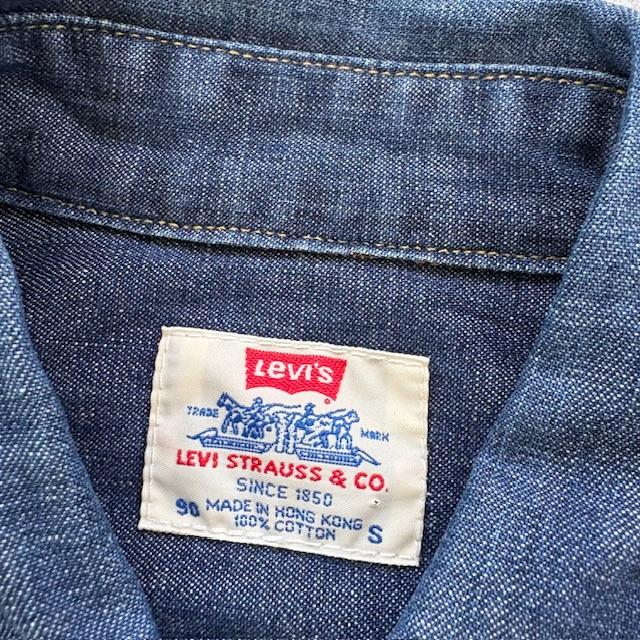 Levi's
TRADE MARK
LEVI STRAUSS & CO.
SINCE 1850
90 MADE IN HONG KONG S
100% COTTON